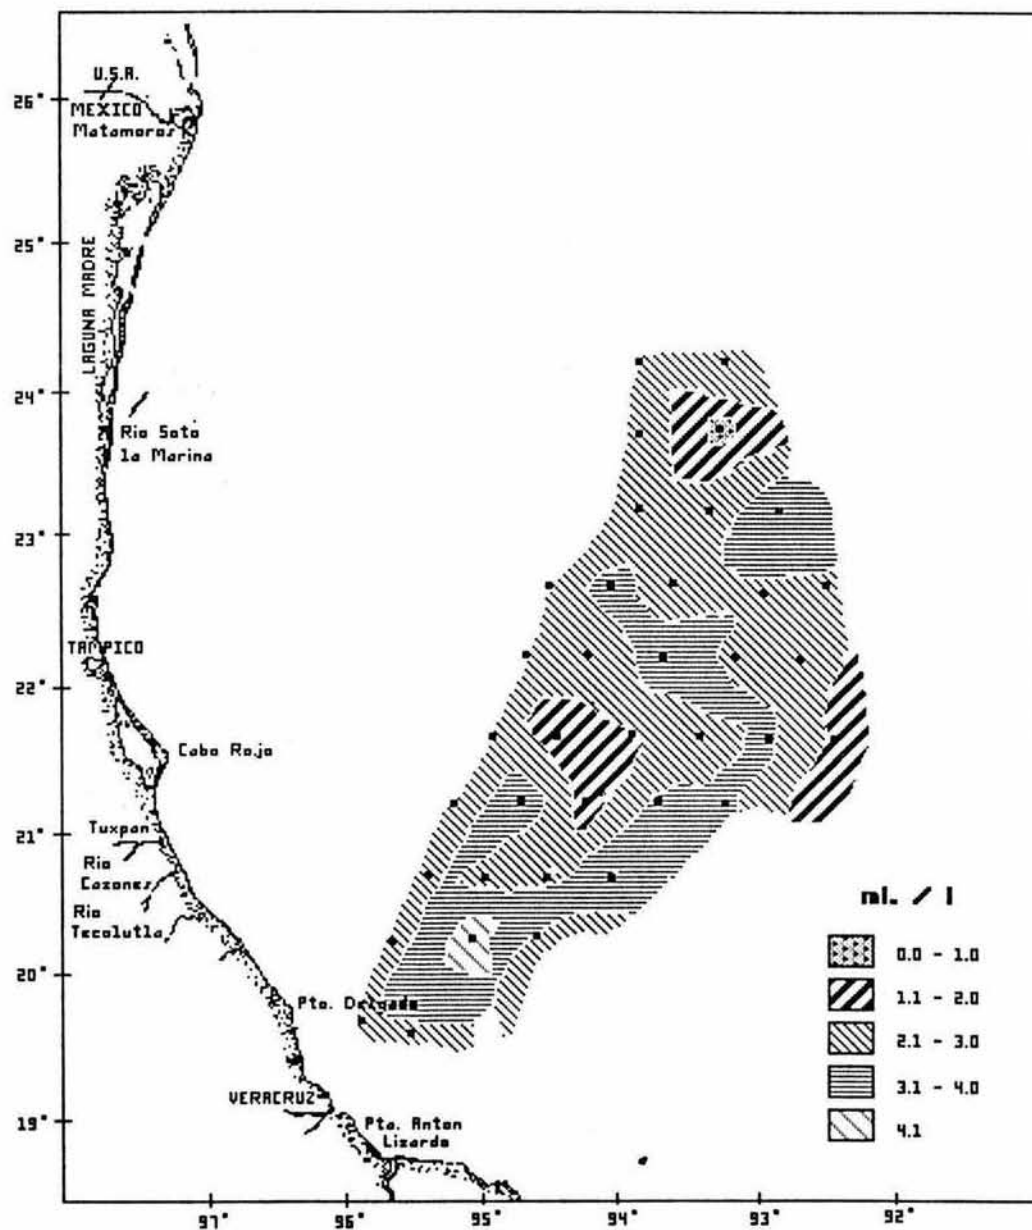 U.S.A.
26°
MEXICO
Matamoros
25°
LAGUNA MADRE
24°
Rio Soto
la Marina
23°
TAMPICO
22°
Cabo Rojo
Tuxpan
21°
Rio
Cazones
Rio
Tecolutla
20°
Pto. Delgada
VERACRUZ
19°
Pta. Anton
Lizardo
ml. / l
0.0 - 1.0
1.1 - 2.0
2.1 - 3.0
3.1 - 4.0
4.1
97°
96°
95°
94°
93°
92°